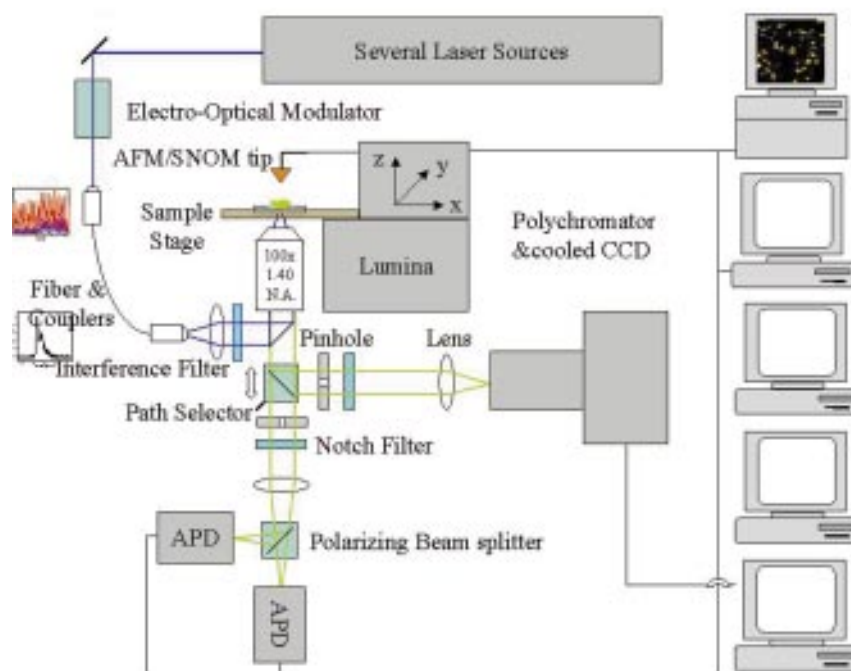 Several Laser Sources
Electro-Optical Modulator
AFM/SNOM tip
z
y
x
Sample
Stage
Polychromator
&cooled CCD
100x
1.40
N.A.
Lumina
Fiber &
Couplers
Pinhole
Lens
Interference Filter
Path Selector
Notch Filter
APD
Polarizing Beam splitter
APD